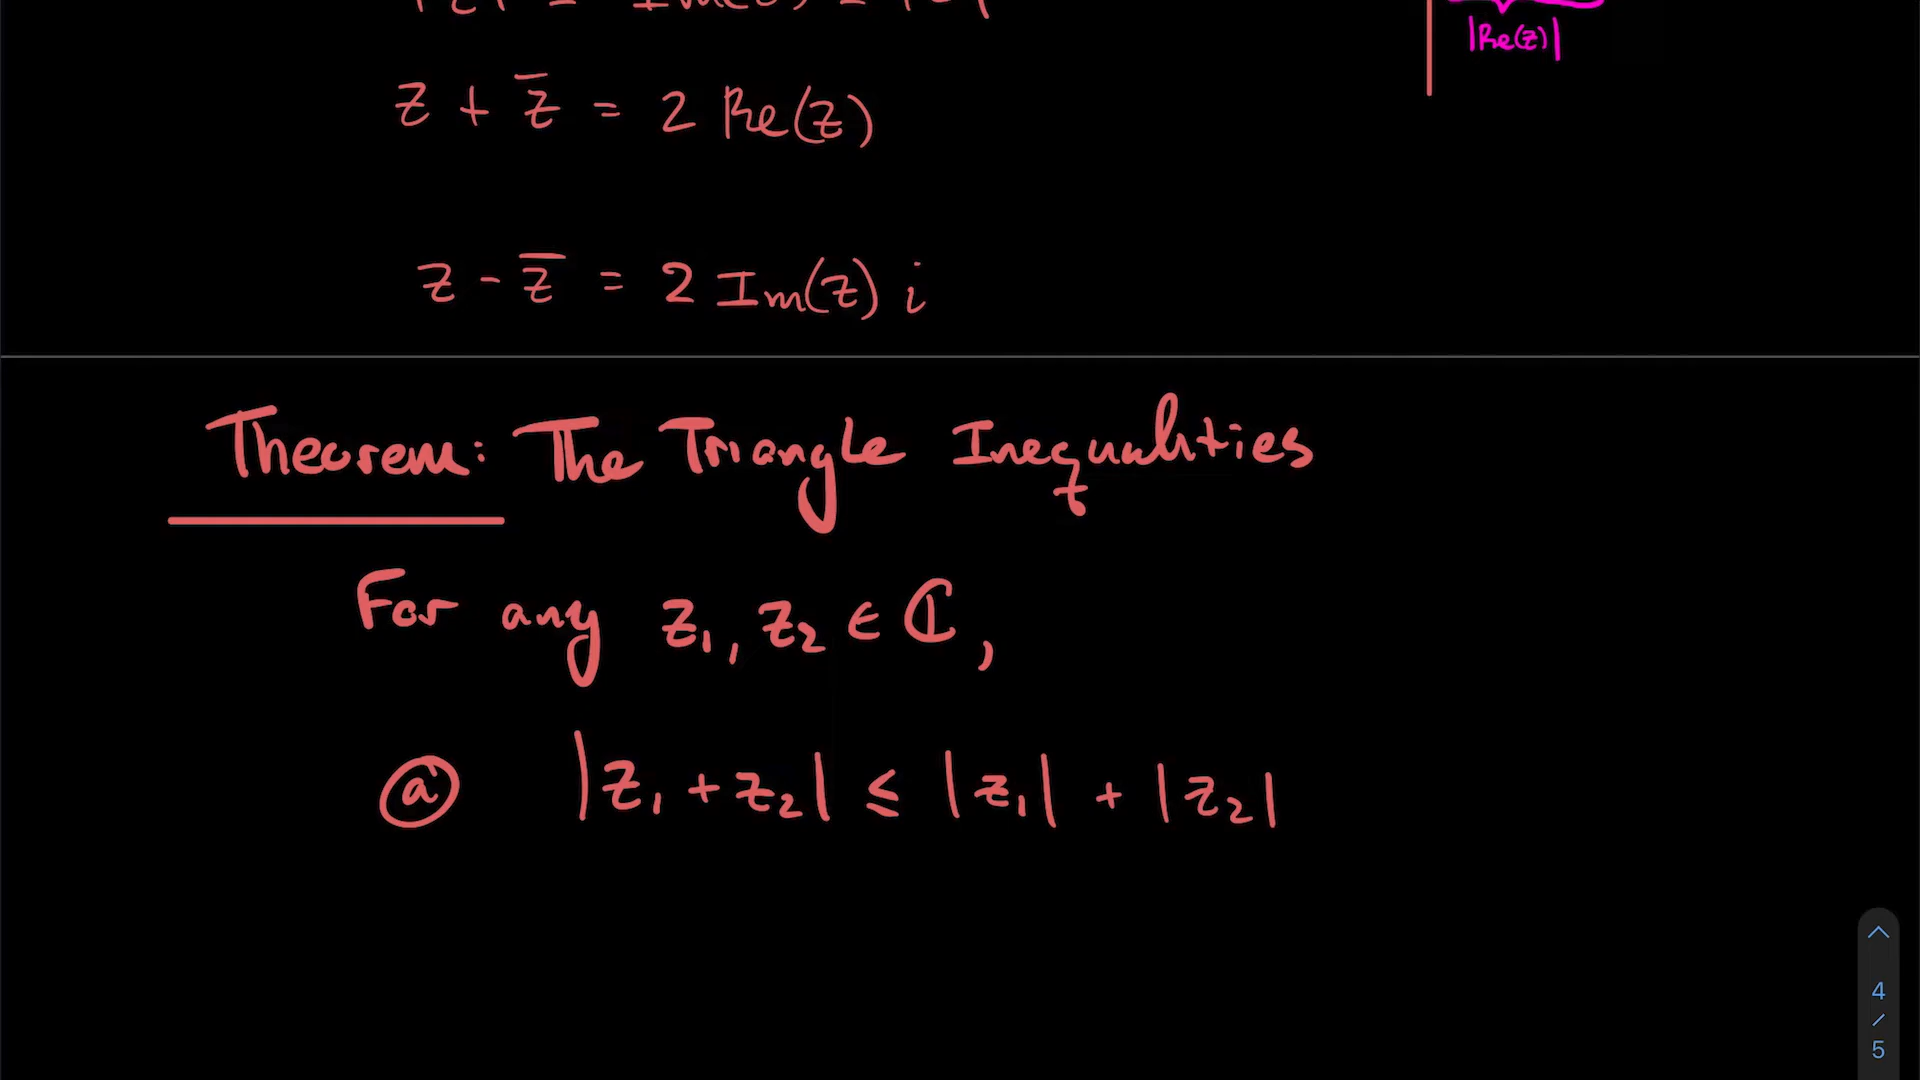 |Re(z)|
z + z̅ = 2 Re(z)
z - z̅ = 2 Im(z) i
Theorem: The Triangle Inequalities
For any z₁, z₂ ∈ ℂ,
ⓐ |z₁ + z₂| ≤ |z₁| + |z₂|
4
/
5